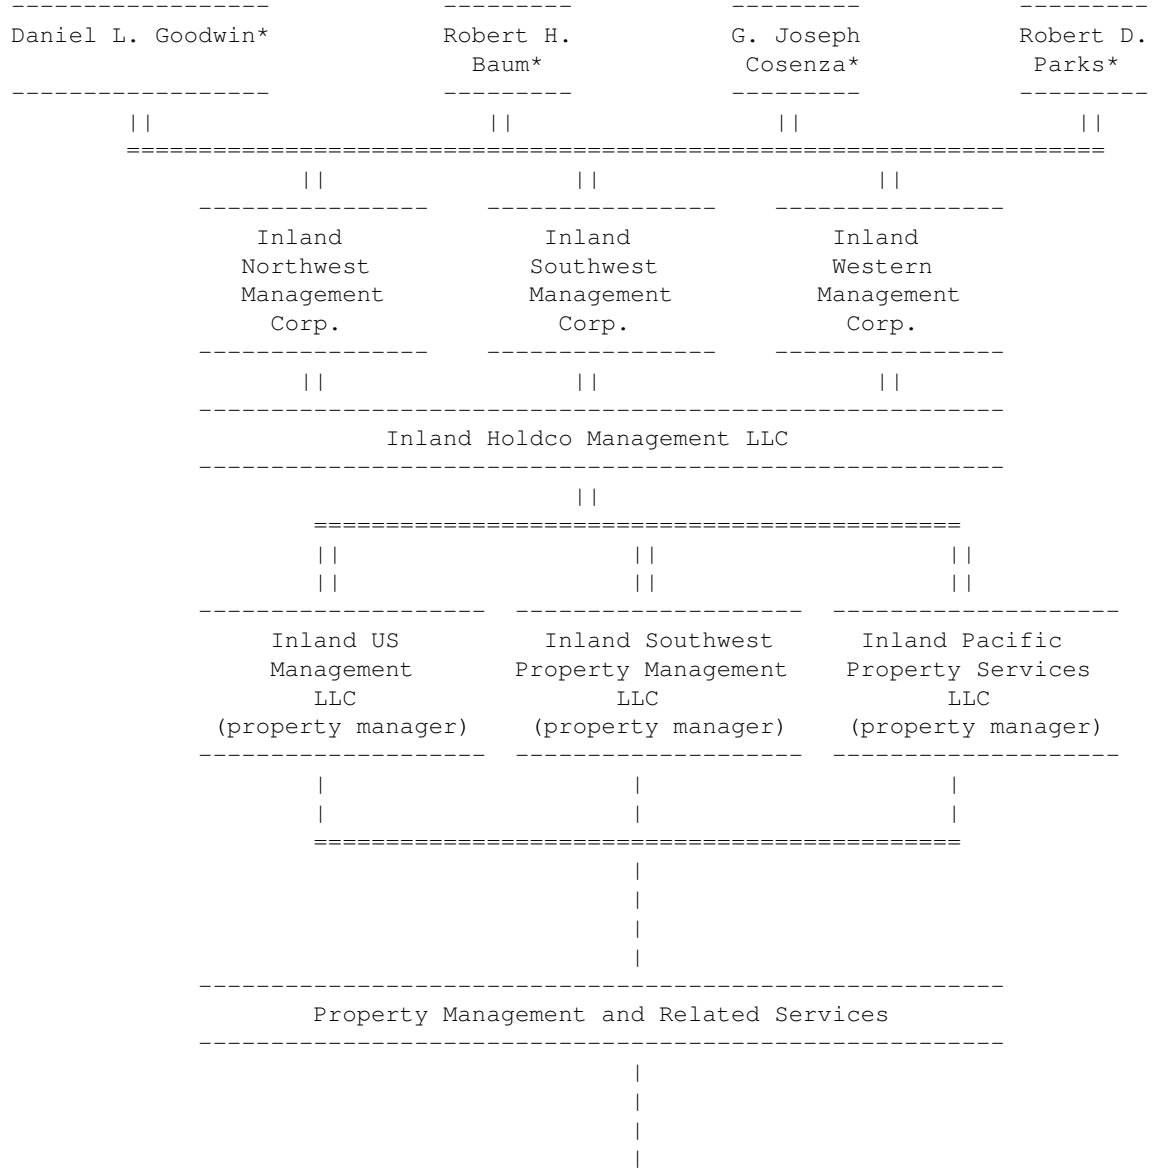 Daniel L. Goodwin* Robert H. G. Joseph Robert D.
Baum* Cosenza* Parks*
Inland Inland Inland
Northwest Southwest Western
Management Management Management
Corp. Corp. Corp.
Inland Holdco Management LLC
Inland US Inland Southwest Inland Pacific
Management Property Management Property Services
LLC LLC LLC
(property manager) (property manager) (property manager)
Property Management and Related Services